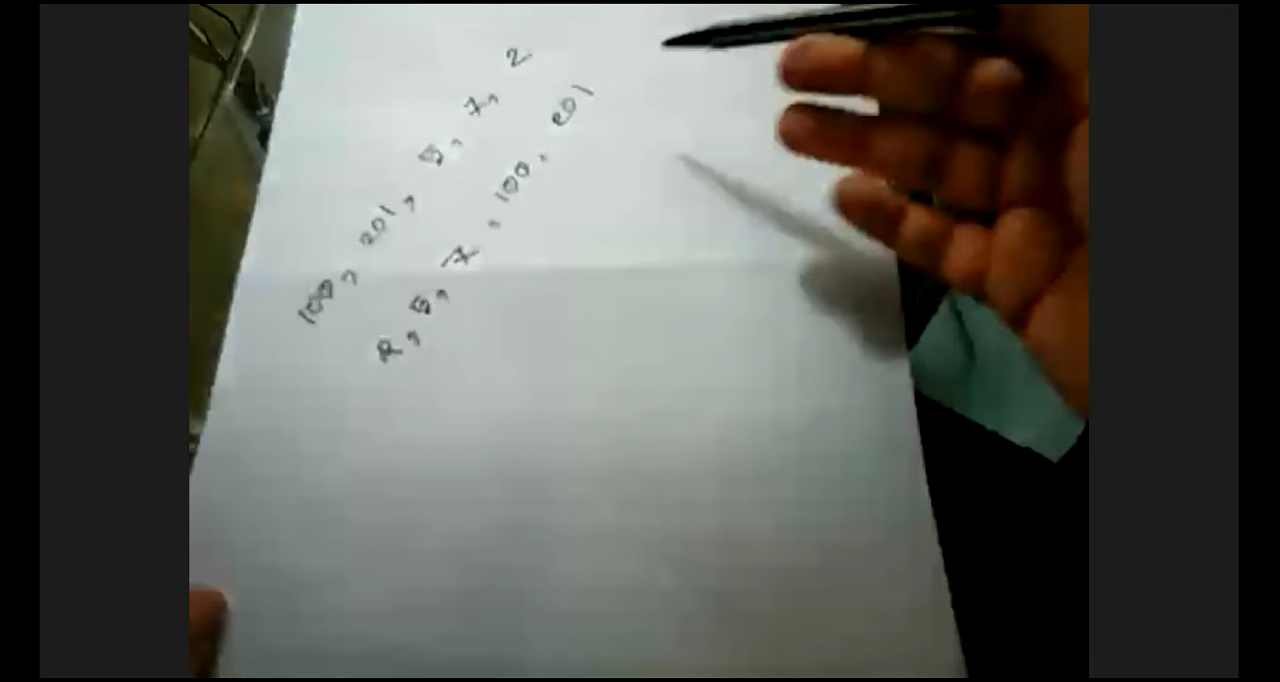 100, 201, 5, 7, 2
2, 5, 7, 100, 201